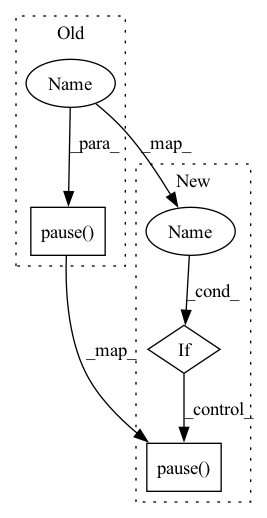 Old
Name
_para_
_map_
New
pause()
Name
_cond_
_map_
If
_control_
pause()